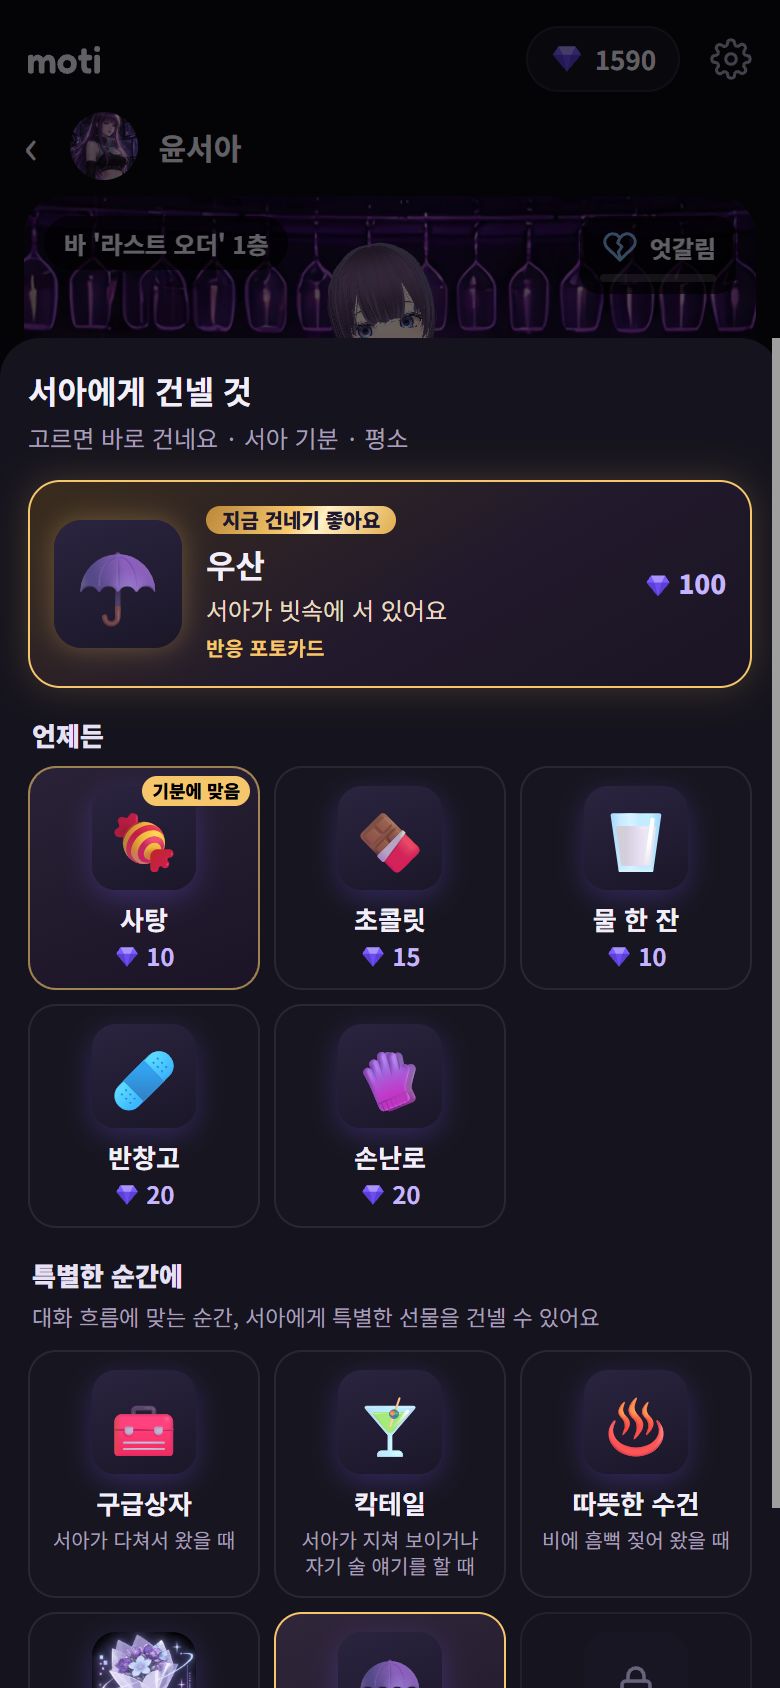 moti
1590
윤서아
바 '라스트 오더' 1층
엇갈림
서아에게 건넬 것
고르면 바로 건네요 · 서아 기분 · 평소
지금 건네기 좋아요
우산
서아가 빗속에 서 있어요
반응 포토카드
100
언제든
기분에 맞음
사탕
10
초콜릿
15
물 한 잔
10
반창고
20
손난로
20
특별한 순간에
대화 흐름에 맞는 순간, 서아에게 특별한 선물을 건넬 수 있어요
구급상자
서아가 다쳐서 왔을 때
칵테일
서아가 지쳐 보이거나
자기 술 얘기를 할 때
따뜻한 수건
비에 흠뻑 젖어 왔을 때